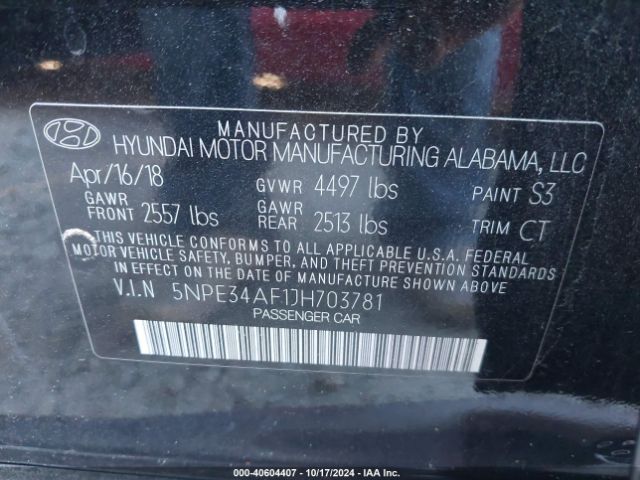 MANUFACTURED BY
HYUNDAI MOTOR MANUFACTURING ALABAMA, LLC
Apr/16/18 GVWR 4497 lbs PAINT S3
GAWR FRONT 2557 lbs GAWR REAR 2513 lbs TRIM CT
THIS VEHICLE CONFORMS TO ALL APPLICABLE U.S.A. FEDERAL
MOTOR VEHICLE SAFETY, BUMPER, AND THEFT PREVENTION STANDARDS
IN EFFECT ON THE DATE OF MANUFACTURE SHOWN ABOVE.
V.I.N 5NPE34AF1JH703781
PASSENGER CAR
000-40604407 - 10/17/2024 - IAA Inc.